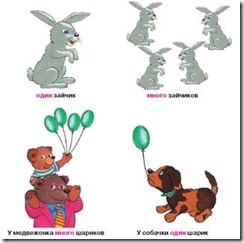 один зайчик
много зайчиков
У медвежонка много шариков
У собачки один шарик